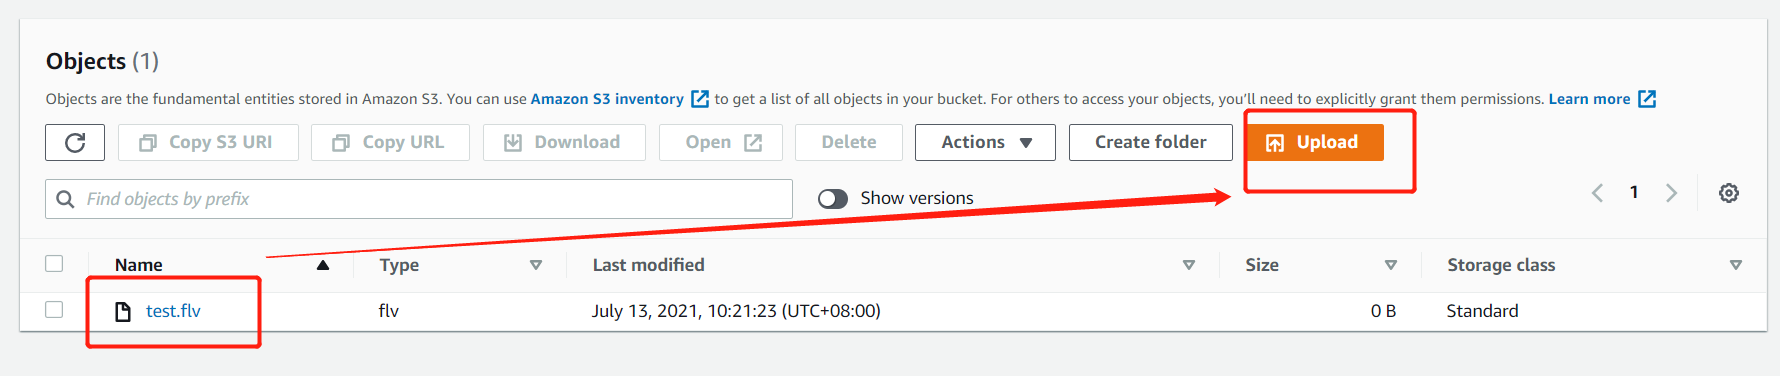 Objects (1)
Objects are the fundamental entities stored in Amazon S3. You can use Amazon S3 inventory to get a list of all objects in your bucket. For others to access your objects, you'll need to explicitly grant them permissions. Learn more
Copy S3 URI Copy URL Download Open Delete Actions Create folder Upload
Find objects by prefix Show versions 1
Name Type Last modified Size Storage class
test.flv flv July 13, 2021, 10:21:23 (UTC+08:00) 0 B Standard